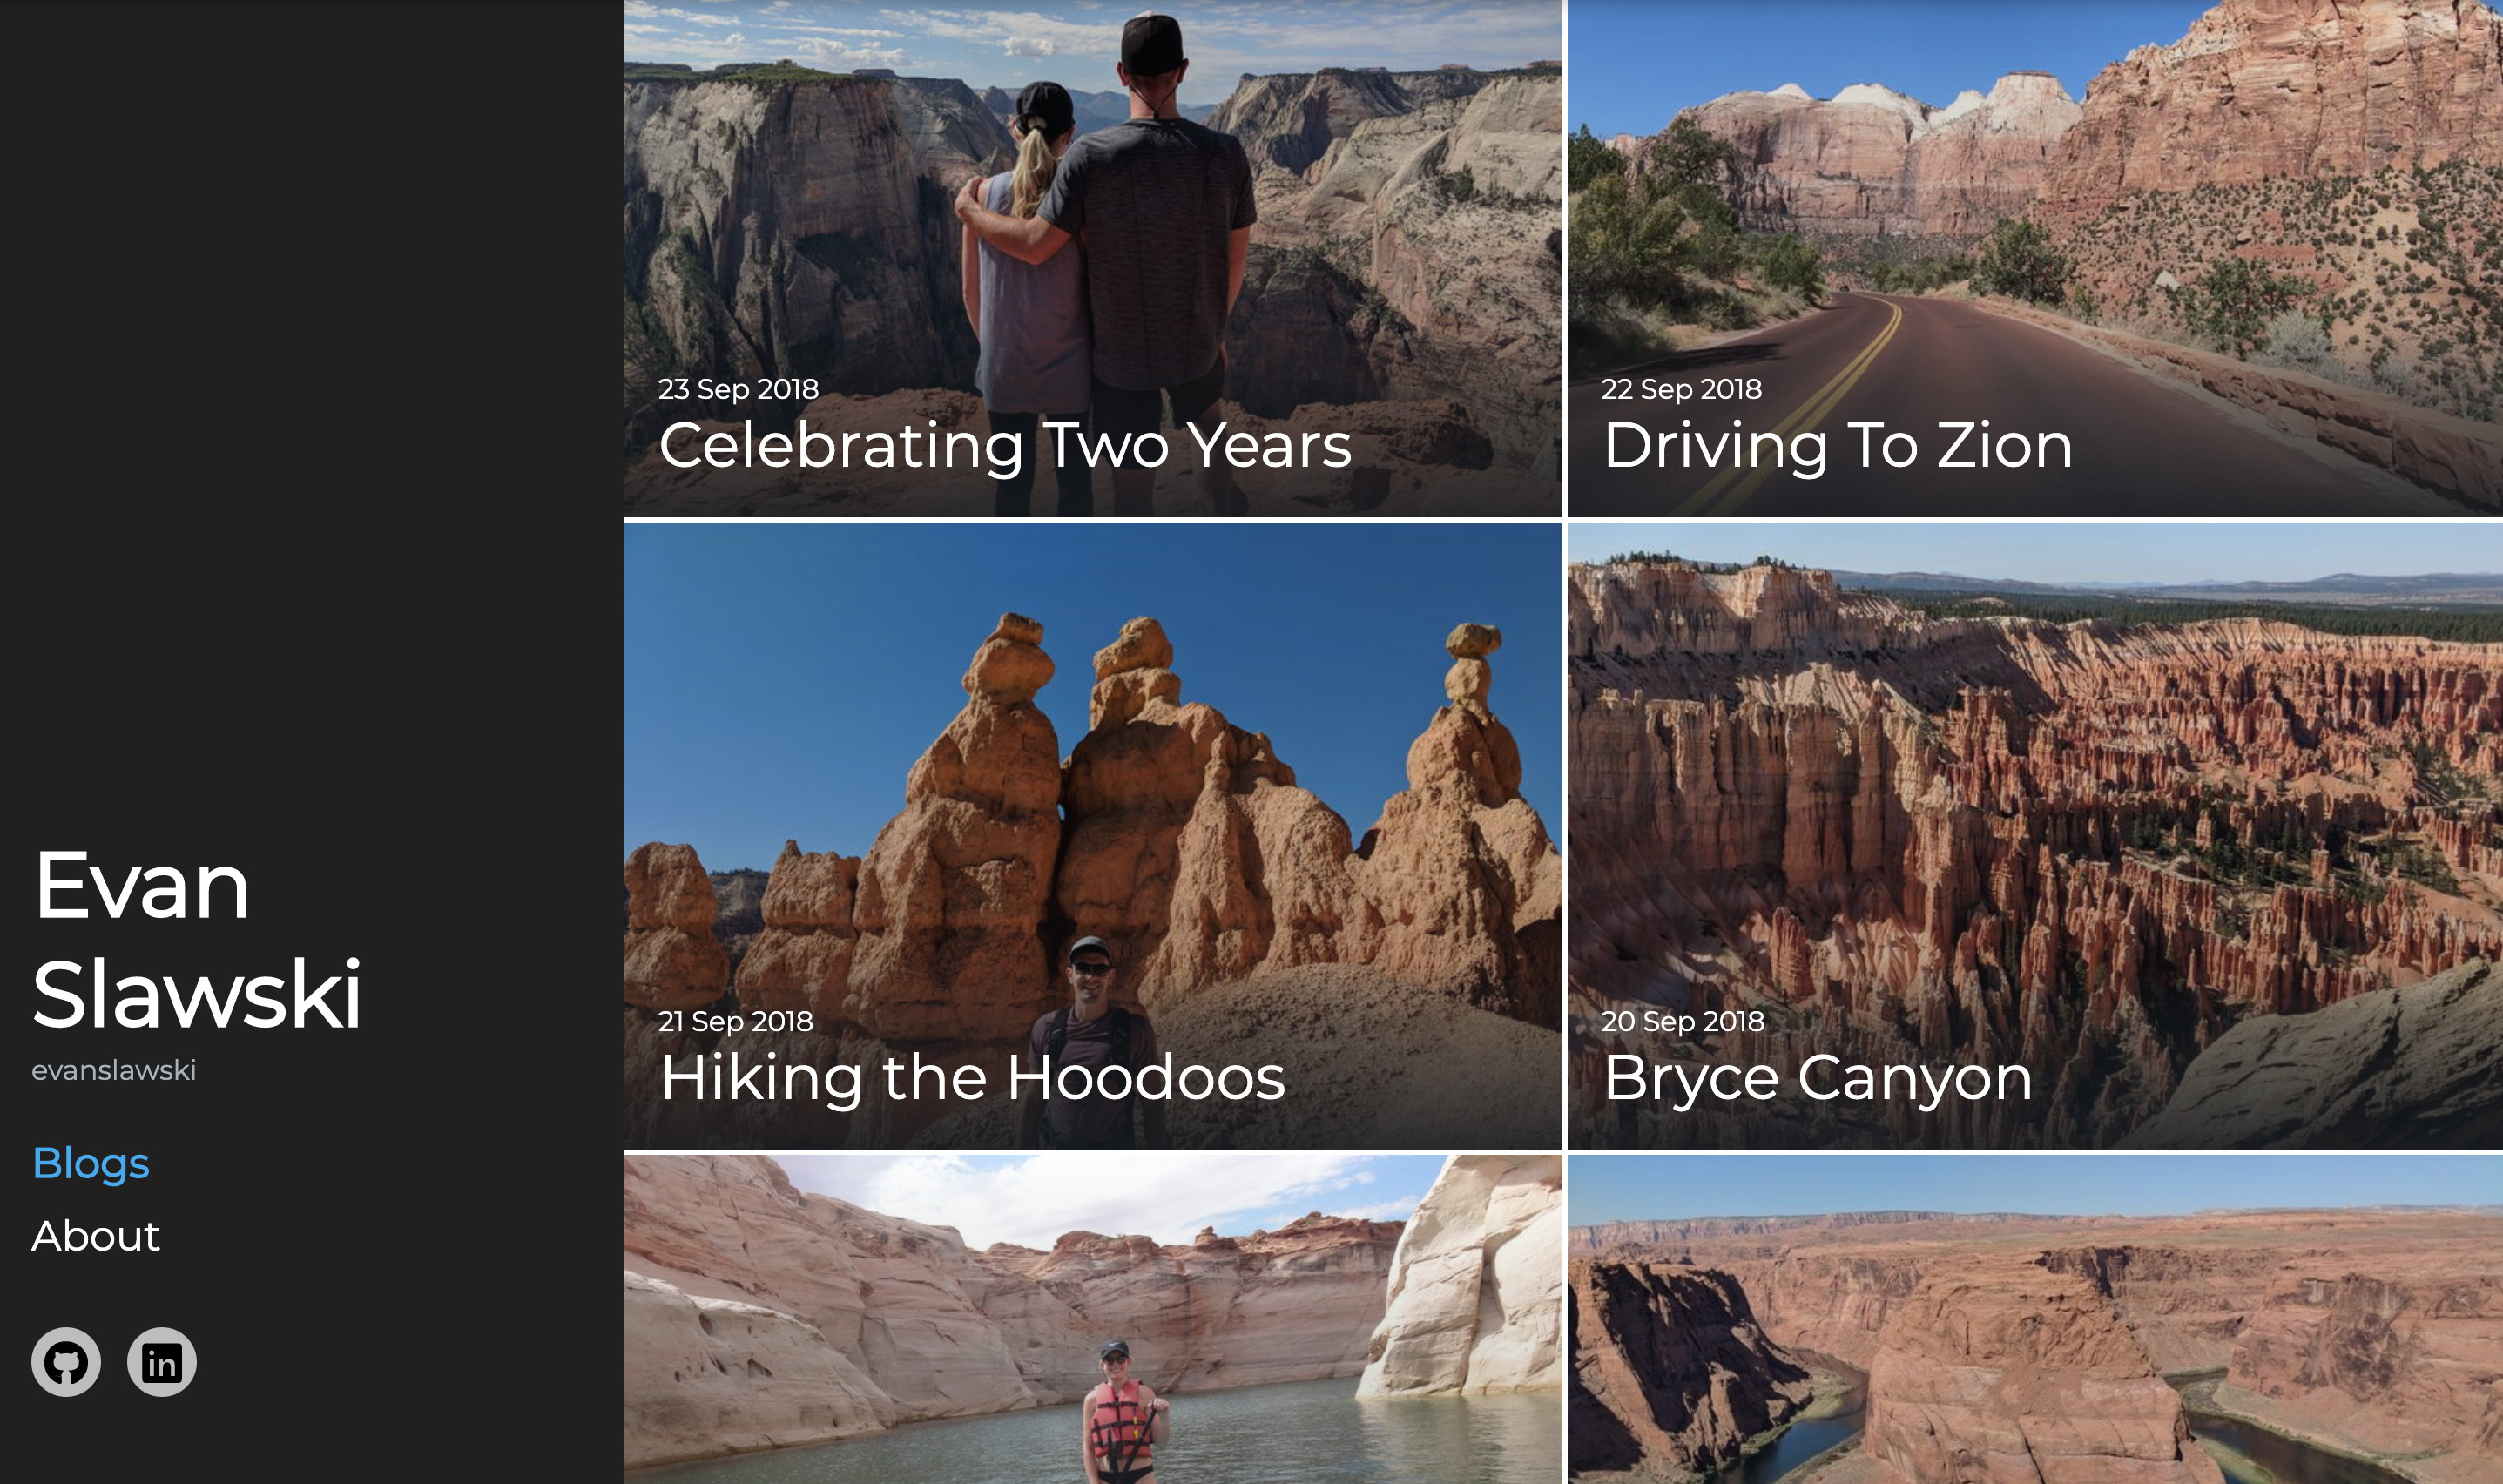 Evan
Slawski
evanslawski
Blogs
About
in
23 Sep 2018
Celebrating Two Years
22 Sep 2018
Driving To Zion
21 Sep 2018
Hiking the Hoodoos
20 Sep 2018
Bryce Canyon